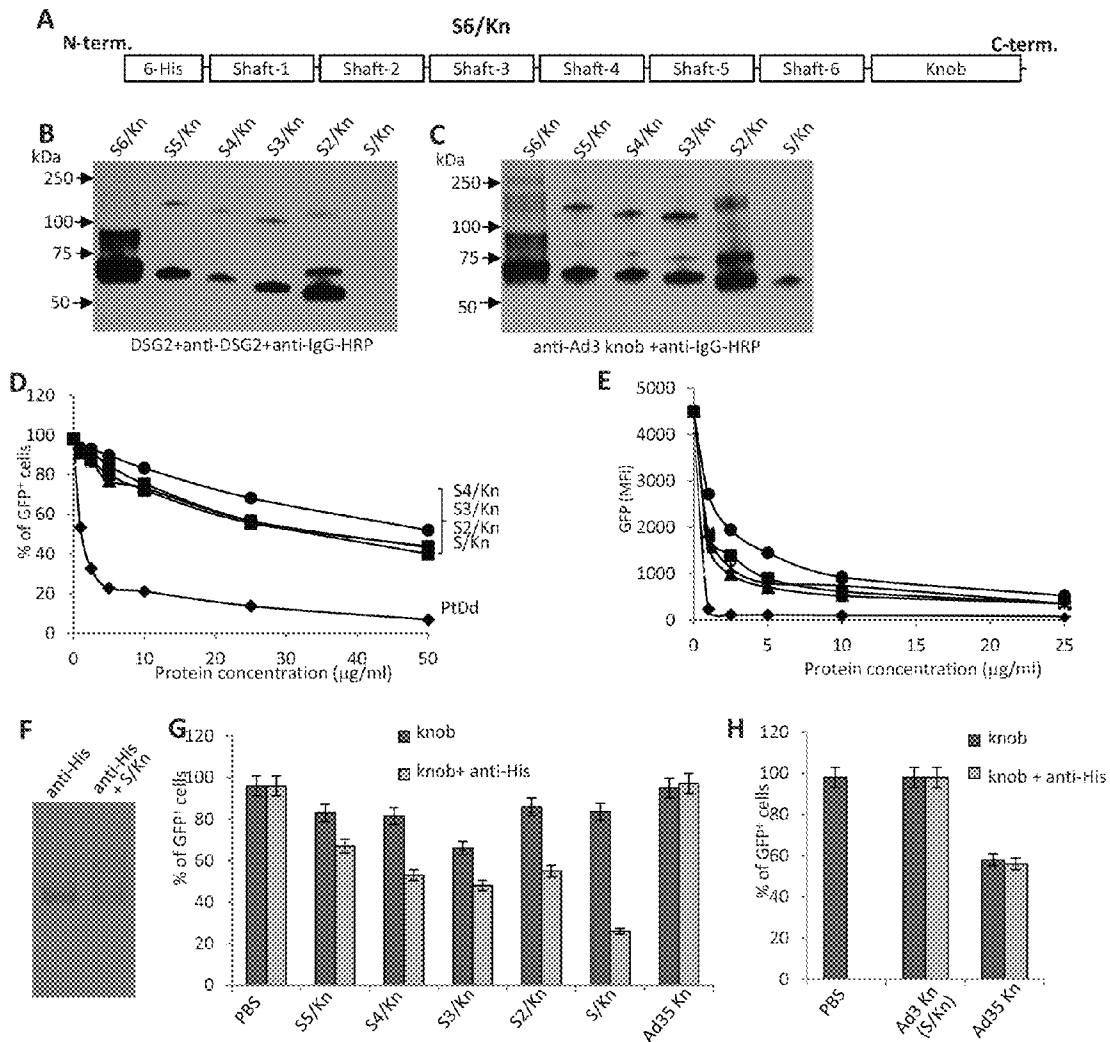 A
S6/Kn
N-term.
C-term.
6-His Shaft-1 Shaft-2 Shaft-3 Shaft-4 Shaft-5 Shaft-6 Knob
B
kDa
S6/Kn S5/Kn S4/Kn S3/Kn S2/Kn S/Kn
250
100
75
50
DSG2+anti-DSG2+anti-IgG-HRP
C
kDa
S6/Kn S5/Kn S4/Kn S3/Kn S2/Kn S/Kn
250
100
75
50
anti-Ad3 knob +anti-IgG-HRP
D
% of GFP+ cells
120
100
80
60
40
20
0
0 10 20 30 40 50
Protein concentration (µg/ml)
S4/Kn
S3/Kn
S2/Kn
S/Kn
PtDd
E
GFP (MFI)
5000
4000
3000
2000
1000
0
0 5 10 15 20 25
Protein concentration (µg/ml)
F
anti-His
anti-His
+ S/Kn
G
knob
knob+ anti-His
% of GFP+ cells
120
100
80
60
40
20
0
PBS S5/Kn S4/Kn S3/Kn S2/Kn S/Kn Ad35 Kn
H
knob
knob + anti-His
% of GFP+ cells
120
100
80
60
40
20
0
PBS
Ad3 Kn
(S/Kn)
Ad35 Kn